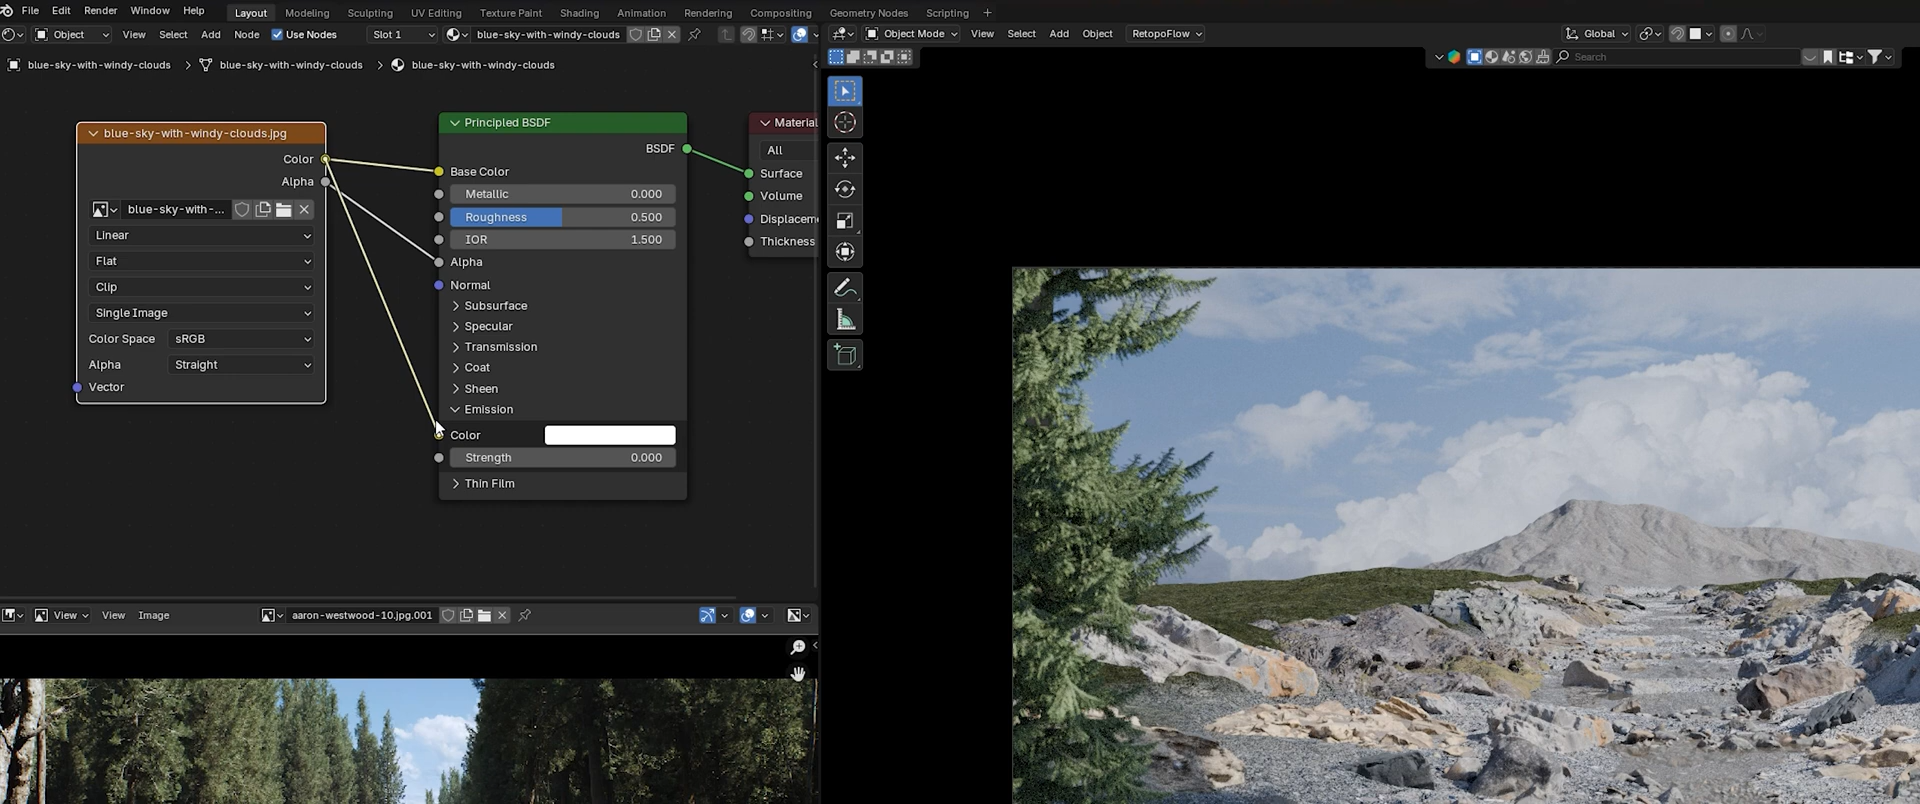 File Edit Render Window Help Layout Modeling Sculpting UV Editing Texture Paint Shading Animation Rendering Compositing Geometry Nodes Scripting +
Object View Select Add Node Use Nodes Slot 1 blue-sky-with-windy-clouds
Object Mode View Select Add Object RetopoFlow Global
blue-sky-with-windy-clouds > blue-sky-with-windy-clouds > blue-sky-with-windy-clouds
Search
blue-sky-with-windy-clouds.jpg
Color
Alpha
blue-sky-with-...
Linear
Flat
Clip
Single Image
Color Space sRGB
Alpha Straight
Vector
Principled BSDF
BSDF
Base Color
Metallic 0.000
Roughness 0.500
IOR 1.500
Alpha
Normal
Subsurface
Specular
Transmission
Coat
Sheen
Emission
Color
Strength 0.000
Thin Film
Material
All
Surface
Volume
Displacem
Thickness
View View Image aaron-westwood-10.jpg.001